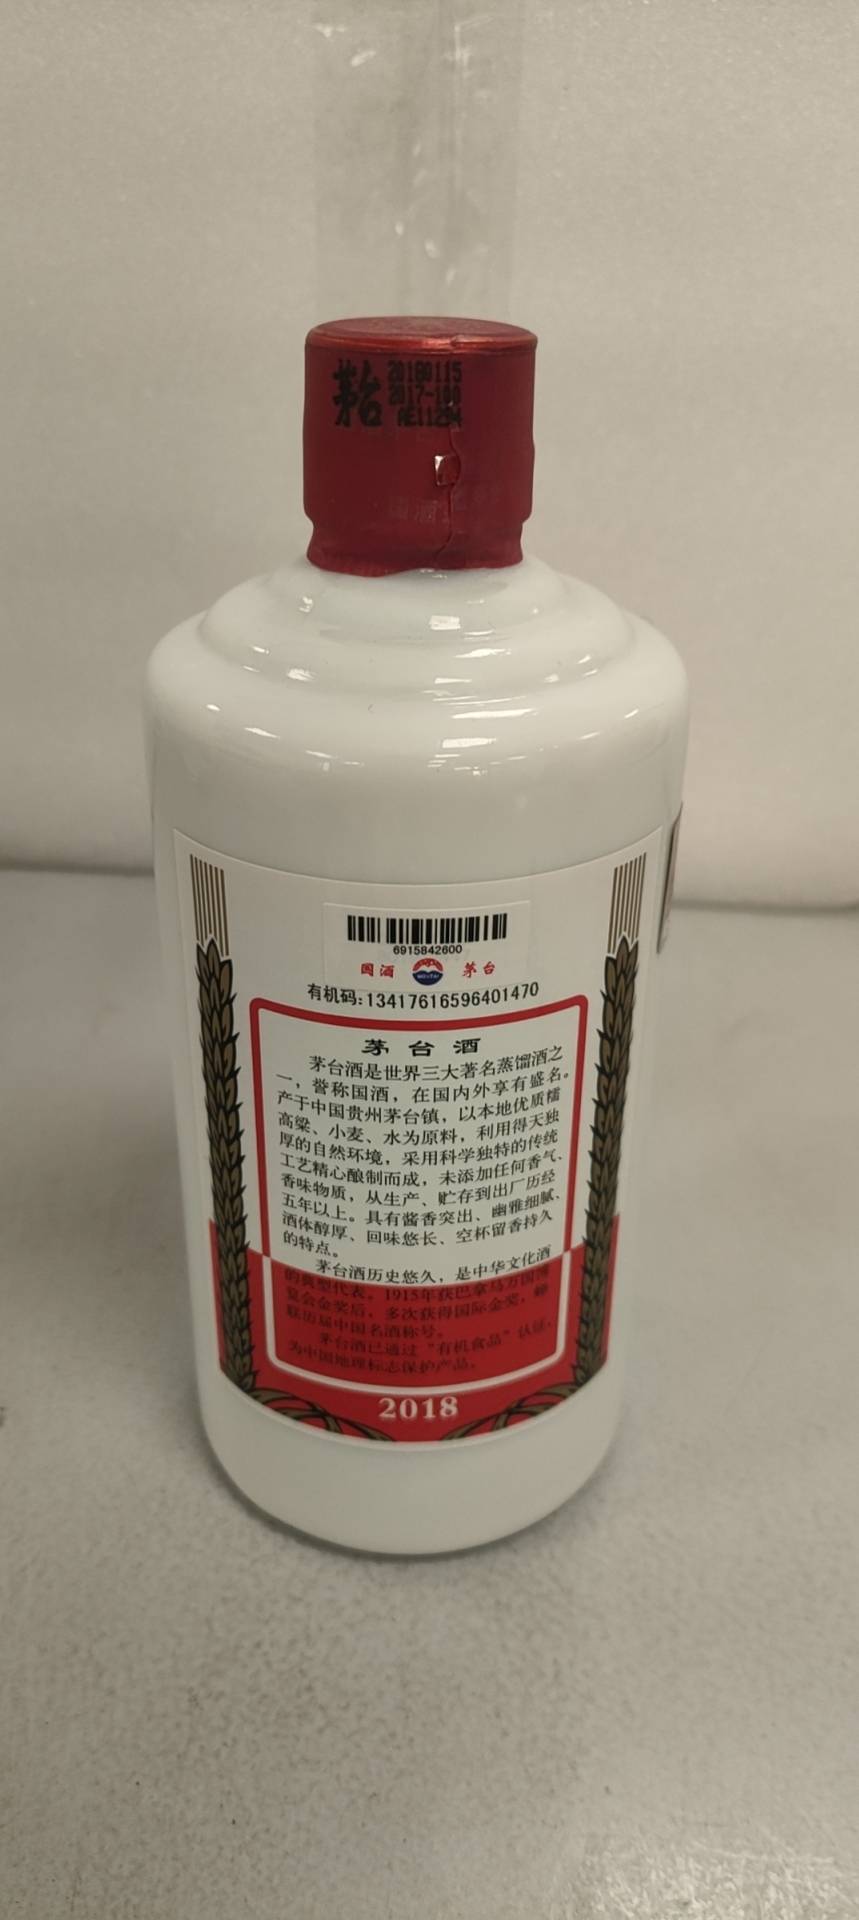 茅台
20180115
2017-100
国酒
6915842600
国酒 MOUTAI 茅台
有机码:13417616596401470
茅台酒
茅台酒是世界三大著名蒸馏酒之
一，誉称国酒，在国内外享有盛名。
产于中国贵州茅台镇，以本地优质糯
高粱、小麦、水为原料，利用得天独
厚的自然环境，采用科学独特的传统
工艺精心酿制而成，未添加任何香气、
香味物质，从生产、贮存到出厂历经
五年以上。具有酱香突出、幽雅细腻、
酒体醇厚、回味悠长、空杯留香持久
的特点。
茅台酒历史悠久，是中华文化酒
的典型代表。1915年获巴拿马万国博
览会金奖后，多次获得国际金奖，蝉
联历届中国名酒称号。
茅台酒已通过“有机食品”认证，
为中国地理标志保护产品。
2018